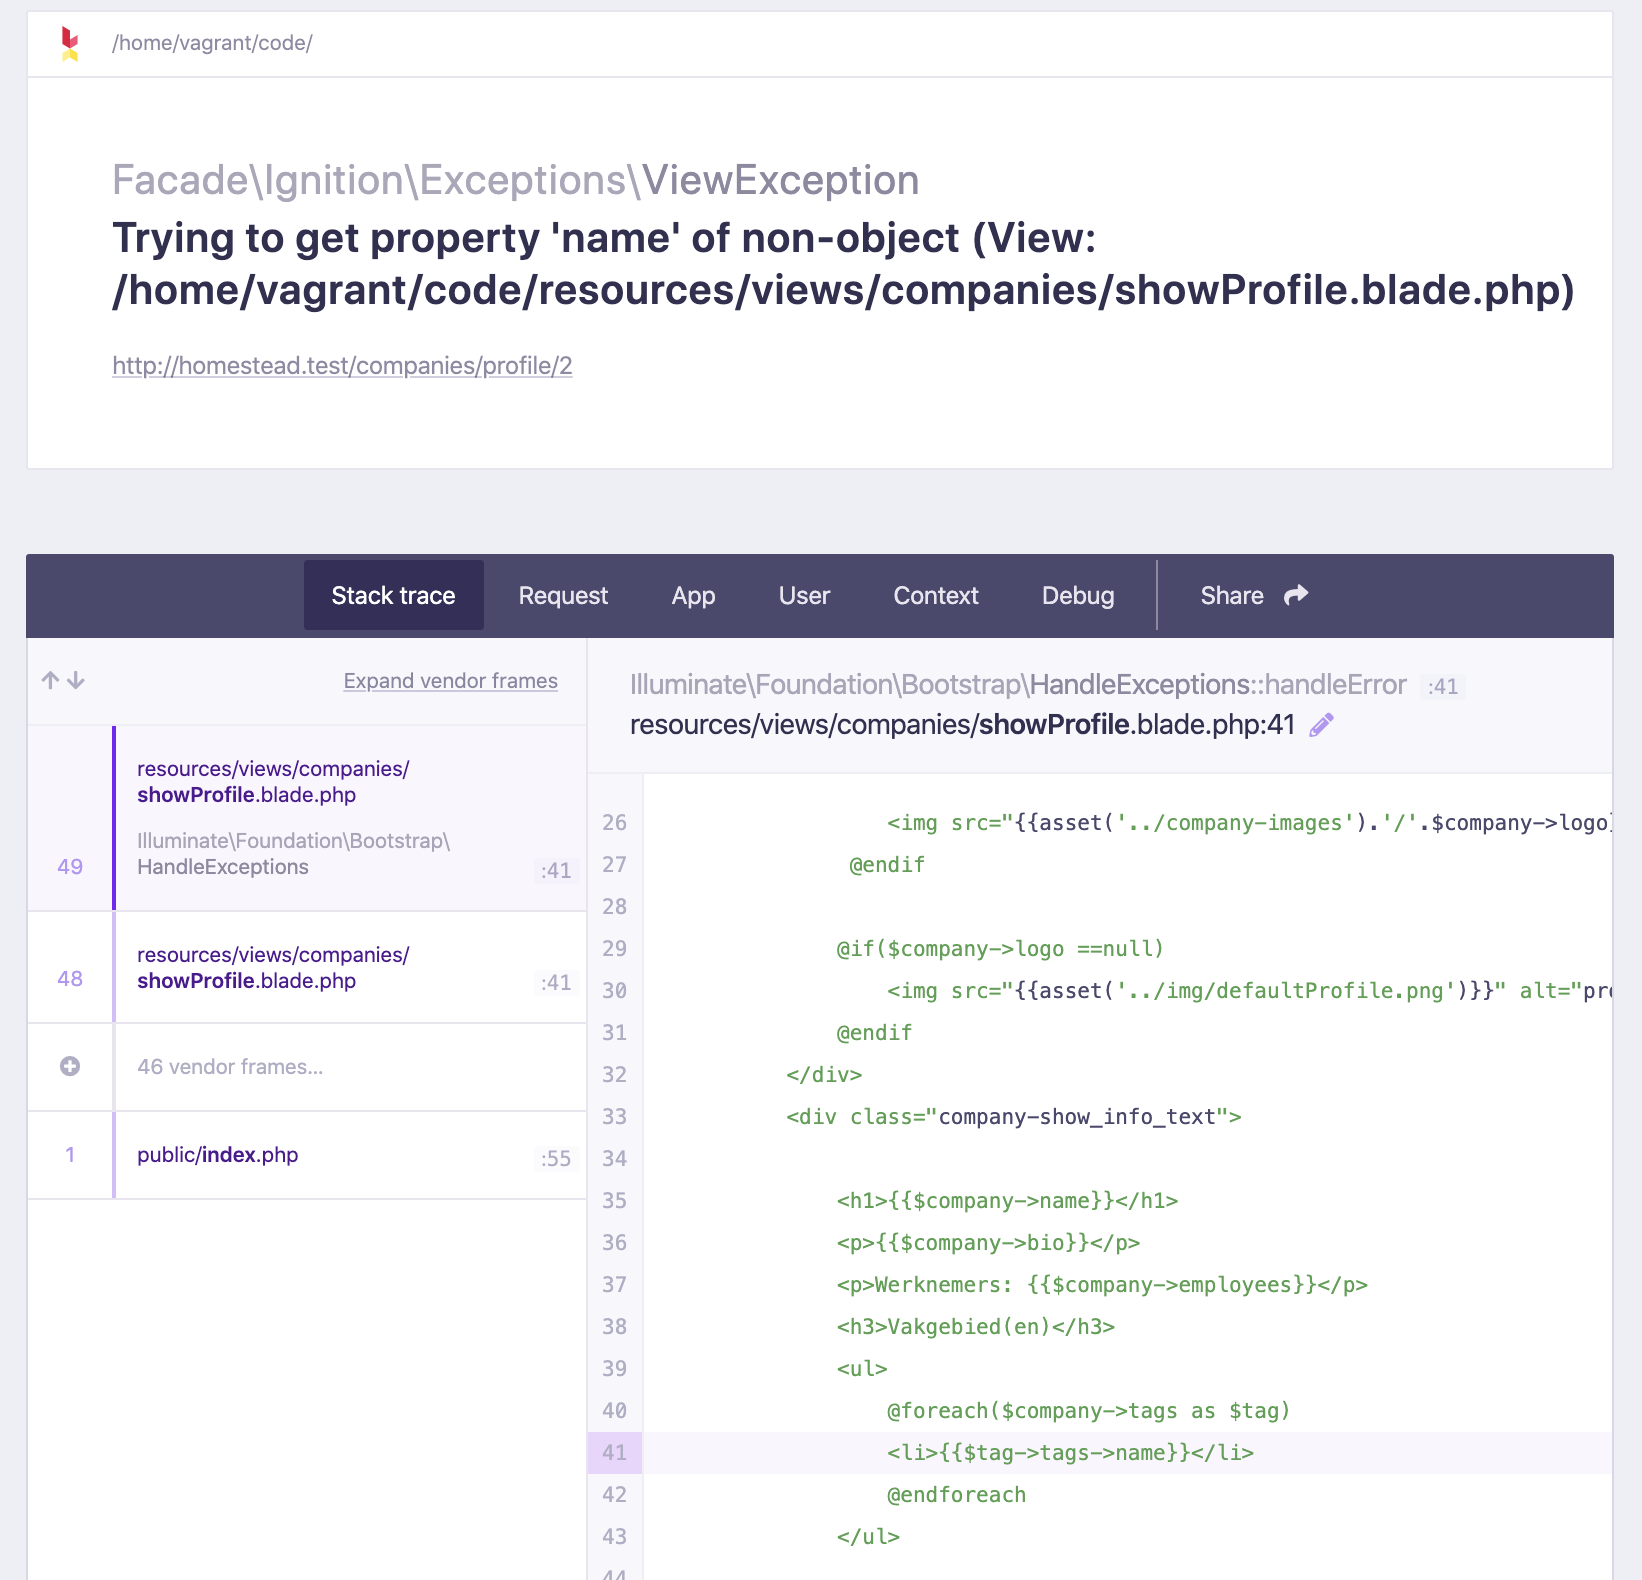 /home/vagrant/code/
Facade\Ignition\Exceptions\ViewException
Trying to get property 'name' of non-object (View:
/home/vagrant/code/resources/views/companies/showProfile.blade.php)
http://homestead.test/companies/profile/2
Stack trace Request App User Context Debug Share
Expand vendor frames
resources/views/companies/
showProfile.blade.php
Illuminate\Foundation\Bootstrap\
HandleExceptions
49 :41
resources/views/companies/
showProfile.blade.php
48 :41
46 vendor frames...
1 public/index.php :55
Illuminate\Foundation\Bootstrap\HandleExceptions::handleError :41
resources/views/companies/showProfile.blade.php:41
26 <img src="{{asset('../company-images').'/'.$company->logo}
27 @endif
28
29 @if($company->logo ==null)
30 <img src="{{asset('../img/defaultProfile.png')}}" alt="pro
31 @endif
32 </div>
33 <div class="company-show_info_text">
34
35 <h1>{{$company->name}}</h1>
36 <p>{{$company->bio}}</p>
37 <p>Werknemers: {{$company->employees}}</p>
38 <h3>Vakgebied(en)</h3>
39 <ul>
40 @foreach($company->tags as $tag)
41 <li>{{$tag->tags->name}}</li>
42 @endforeach
43 </ul>
44